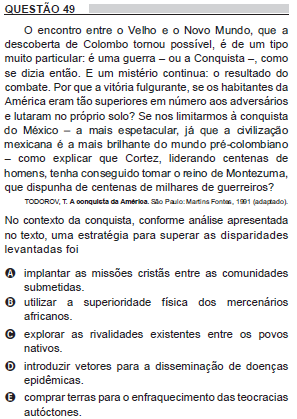 QUESTÃO 49
O encontro entre o Velho e o Novo Mundo, que a
descoberta de Colombo tornou possível, é de um tipo
muito particular: é uma guerra – ou a Conquista –, como
se dizia então. E um mistério continua: o resultado do
combate. Por que a vitória fulgurante, se os habitantes da
América eram tão superiores em número aos adversários
e lutaram no próprio solo? Se nos limitarmos à conquista
do México – a mais espetacular, já que a civilização
mexicana é a mais brilhante do mundo pré-colombiano
– como explicar que Cortez, liderando centenas de
homens, tenha conseguido tomar o reino de Montezuma,
que dispunha de centenas de milhares de guerreiros?
TODOROV, T. A conquista da América. São Paulo: Martins Fontes, 1991 (adaptado).
No contexto da conquista, conforme análise apresentada
no texto, uma estratégia para superar as disparidades
levantadas foi
A implantar as missões cristãs entre as comunidades
submetidas.
B utilizar a superioridade física dos mercenários
africanos.
C explorar as rivalidades existentes entre os povos
nativos.
D introduzir vetores para a disseminação de doenças
epidêmicas.
E comprar terras para o enfraquecimento das teocracias
autóctones.